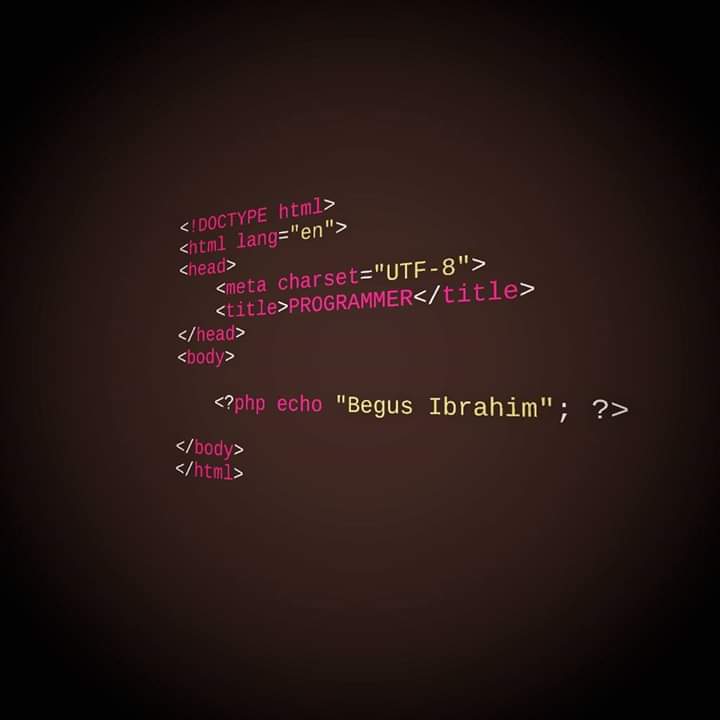 <!DOCTYPE html>
<html lang="en">
<head>
<meta charset="UTF-8">
<title>PROGRAMMER</title>
</head>
<body>
<?php echo "Begus Ibrahim"; ?>
</body>
</html>